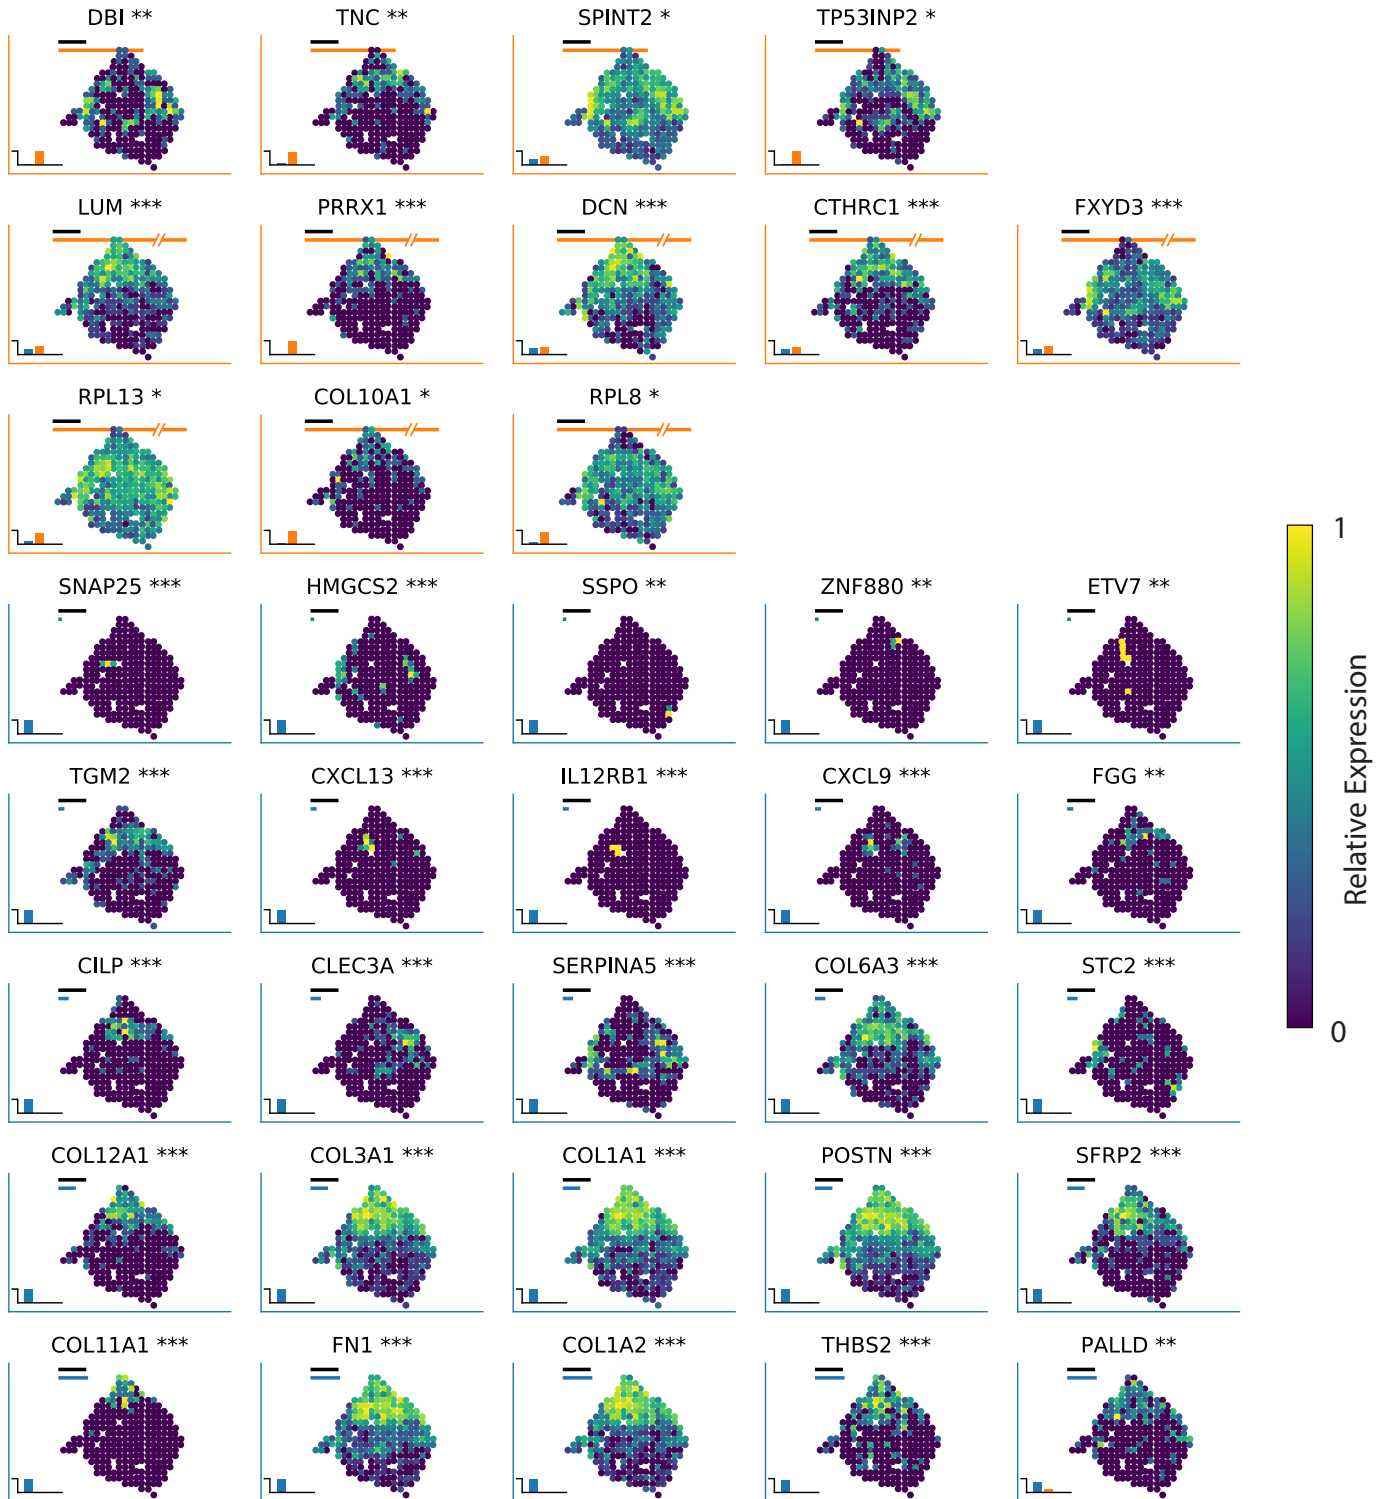 DBI ** TNC ** SPINT2 * TP53INP2 *
LUM *** PRRX1 *** DCN *** CTHRC1 *** FXYD3 ***
RPL13 * COL10A1 * RPL8 *
SNAP25 *** HMGCS2 *** SSPO ** ZNF880 ** ETV7 **
TGM2 *** CXCL13 *** IL12RB1 *** CXCL9 *** FGG **
CILP *** CLEC3A *** SERPINA5 *** COL6A3 *** STC2 ***
COL12A1 *** COL3A1 *** COL1A1 *** POSTN *** SFRP2 ***
COL11A1 *** FN1 *** COL1A2 *** THBS2 *** PALLD **
1
Relative Expression
0